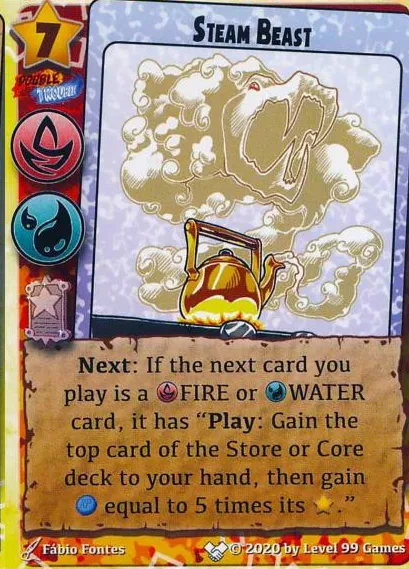 7
STEAM BEAST
DOUBLE
TROUBLE
Next: If the next card you
play is a FIRE or WATER
card, it has “Play: Gain the
top card of the Store or Core
deck to your hand, then gain
equal to 5 times its .”
Fábio Fontes
© 2020 by Level 99 Games